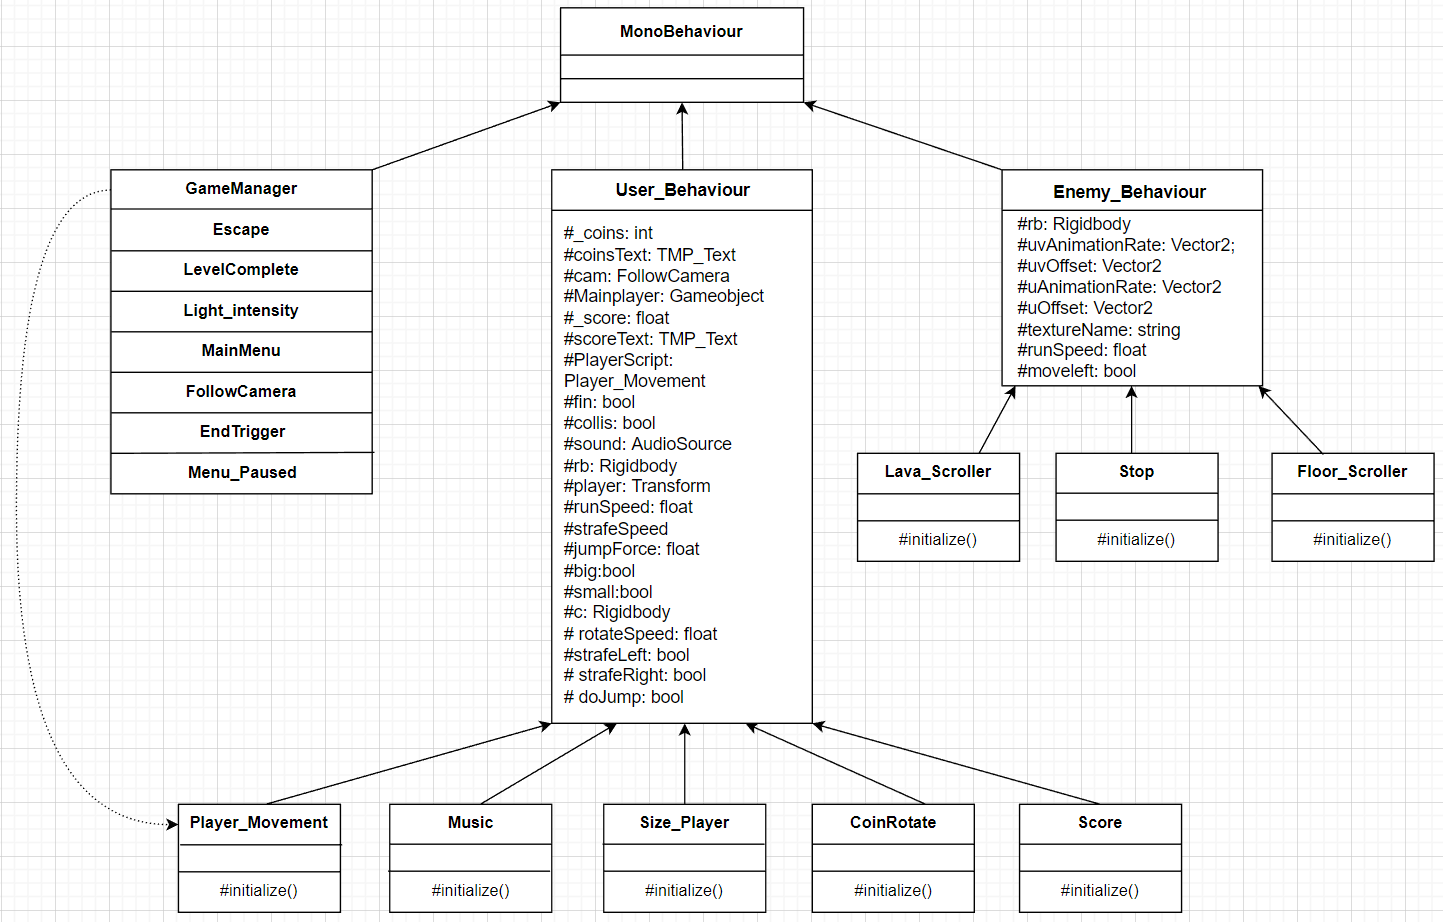 MonoBehaviour
GameManager
Escape
LevelComplete
Light_intensity
MainMenu
FollowCamera
EndTrigger
Menu_Paused
User_Behaviour
#_coins: int
#coinsText: TMP_Text
#cam: FollowCamera
#Mainplayer: Gameobject
#_score: float
#scoreText: TMP_Text
#PlayerScript:
Player_Movement
#fin: bool
#collis: bool
#sound: AudioSource
#rb: Rigidbody
#player: Transform
#runSpeed: float
#strafeSpeed
#jumpForce: float
#big:bool
#small:bool
#c: Rigidbody
# rotateSpeed: float
#strafeLeft: bool
# strafeRight: bool
# doJump: bool
Enemy_Behaviour
#rb: Rigidbody
#uvAnimationRate: Vector2;
#uvOffset: Vector2
#uAnimationRate: Vector2
#uOffset: Vector2
#textureName: string
#runSpeed: float
#moveleft: bool
Lava_Scroller
#initialize()
Stop
#initialize()
Floor_Scroller
#initialize()
Player_Movement
#initialize()
Music
#initialize()
Size_Player
#initialize()
CoinRotate
#initialize()
Score
#initialize()